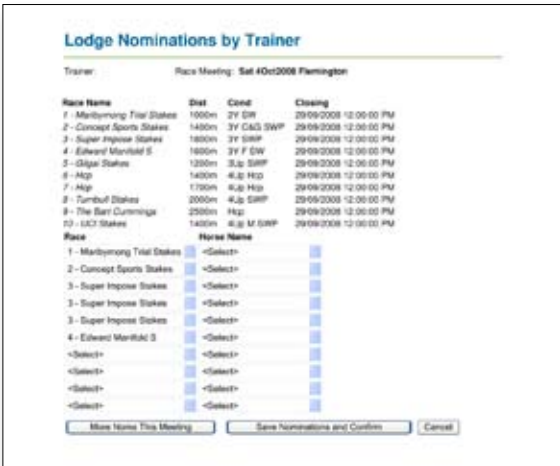 Lodge Nominations by Trainer
Trainer: Race Meeting: Sat 4Oct2008 Flemington
Race Name Dist Cond Closing
1 - Maribyrnong Trial Stakes 1000m 2Y SW 29/09/2008 12:00:00 PM
2 - Concept Sports Stakes 1400m 3Y C&G SWP 29/09/2008 12:00:00 PM
3 - Super Impose Stakes 1800m 3Y SWP 29/09/2008 12:00:00 PM
4 - Edward Manifold S 1600m 3Y F SW 29/09/2008 12:00:00 PM
5 - Gilgai Stakes 1200m 3Up SWP 29/09/2008 12:00:00 PM
6 - Hcp 1400m 4Up Hcp 29/09/2008 12:00:00 PM
7 - Hcp 1700m 4Up Hcp 29/09/2008 12:00:00 PM
8 - Turnbull Stakes 2000m 4Up SWP 29/09/2008 12:00:00 PM
9 - The Bart Cummings 2500m Hcp 29/09/2008 12:00:00 PM
10 - UCI Stakes 1400m 4Up M SWP 29/09/2008 12:00:00 PM
Race Horse Name
1 - Maribyrnong Trial Stakes <Select>
2 - Concept Sports Stakes <Select>
3 - Super Impose Stakes <Select>
3 - Super Impose Stakes <Select>
3 - Super Impose Stakes <Select>
4 - Edward Manifold S <Select>
<Select> <Select>
<Select> <Select>
<Select> <Select>
<Select> <Select>
More Noms This Meeting Save Nominations and Confirm Cancel